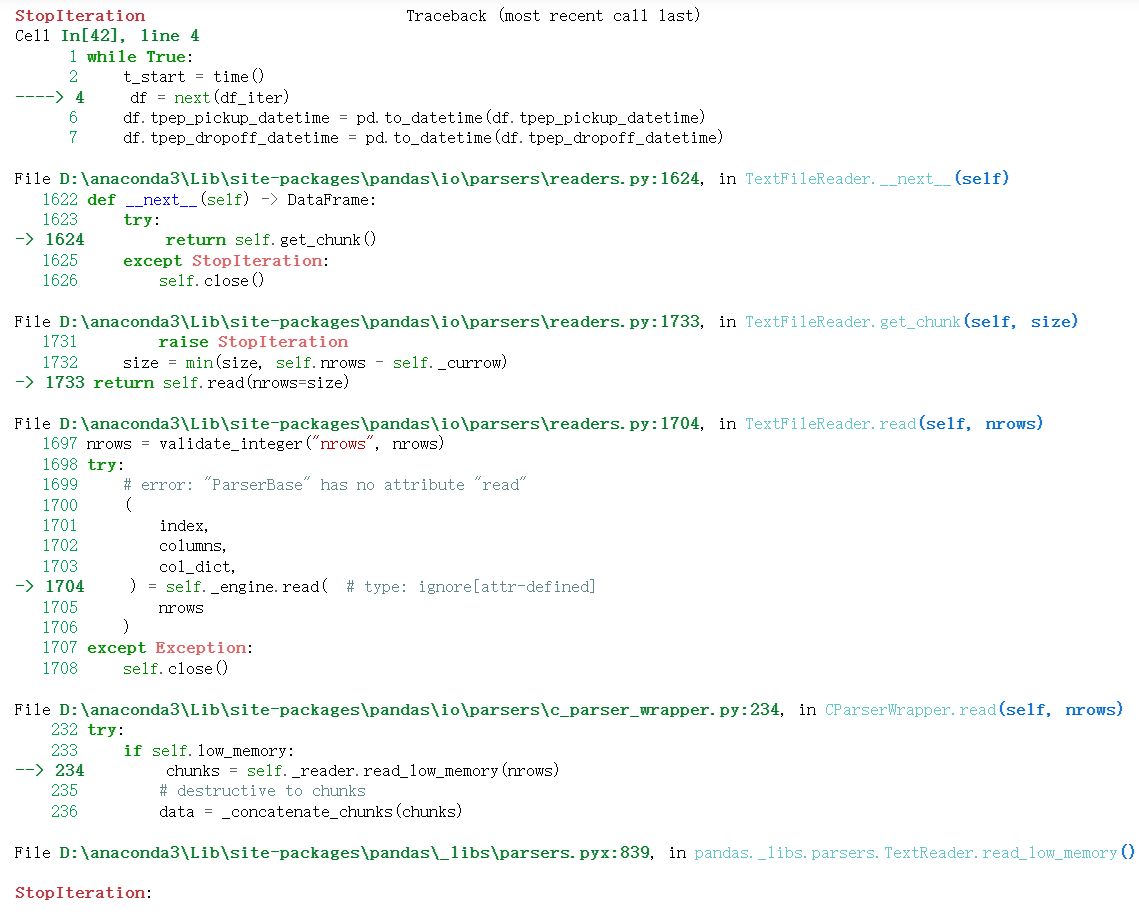 StopIteration                             Traceback (most recent call last)
Cell In[42], line 4
      1 while True:
      2     t_start = time()
----> 4     df = next(df_iter)
      6     df.tpep_pickup_datetime = pd.to_datetime(df.tpep_pickup_datetime)
      7     df.tpep_dropoff_datetime = pd.to_datetime(df.tpep_dropoff_datetime)
File D:\anaconda3\Lib\site-packages\pandas\io\parsers\readers.py:1624, in TextFileReader.__next__(self)
   1622 def __next__(self) -> DataFrame:
   1623     try:
-> 1624         return self.get_chunk()
   1625     except StopIteration:
   1626         self.close()
File D:\anaconda3\Lib\site-packages\pandas\io\parsers\readers.py:1733, in TextFileReader.get_chunk(self, size)
   1731         raise StopIteration
   1732     size = min(size, self.nrows - self._currow)
-> 1733 return self.read(nrows=size)
File D:\anaconda3\Lib\site-packages\pandas\io\parsers\readers.py:1704, in TextFileReader.read(self, nrows)
   1697 nrows = validate_integer("nrows", nrows)
   1698 try:
   1699     # error: "ParserBase" has no attribute "read"
   1700     (
   1701         index,
   1702         columns,
   1703         col_dict,
-> 1704     ) = self._engine.read(  # type: ignore[attr-defined]
   1705         nrows
   1706     )
   1707 except Exception:
   1708     self.close()
File D:\anaconda3\Lib\site-packages\pandas\io\parsers\c_parser_wrapper.py:234, in CParserWrapper.read(self, nrows)
    232 try:
    233     if self.low_memory:
--> 234         chunks = self._reader.read_low_memory(nrows)
    235         # destructive to chunks
    236         data = _concatenate_chunks(chunks)
File D:\anaconda3\Lib\site-packages\pandas\_libs\parsers.pyx:839, in pandas._libs.parsers.TextReader.read_low_memory()
StopIteration: